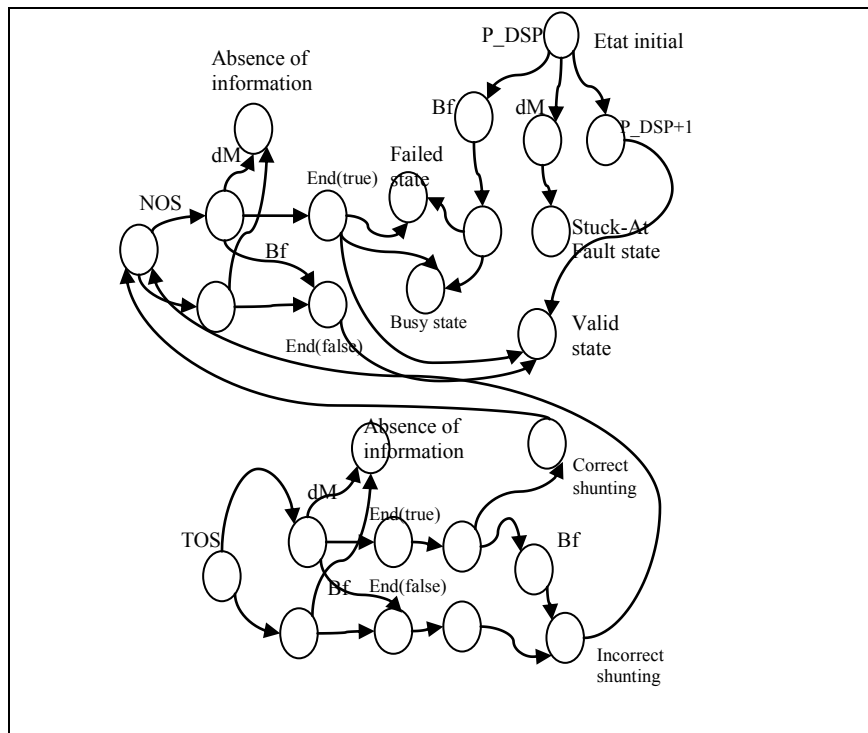 P_DSP
Etat initial
Absence of
information
Bf
dM
P_DSP+1
dM
Failed
state
End(true)
NOS
Stuck-At
Fault state
Bf
Busy state
Valid
state
End(false)
Absence of
information
Correct
shunting
dM
End(true)
TOS
Bf
Bf
End(false)
Incorrect
shunting